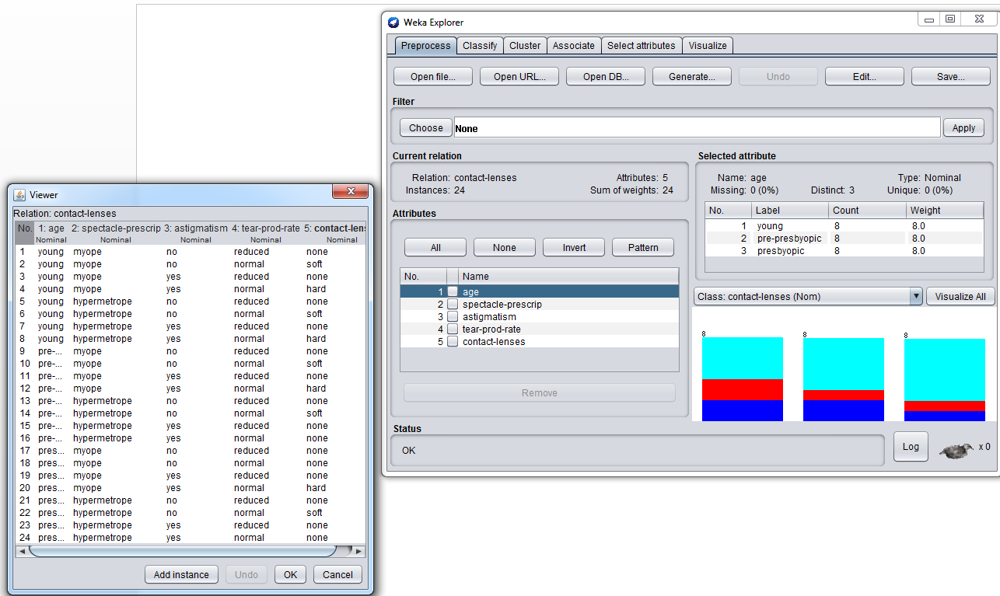 Weka Explorer
Preprocess Classify Cluster Associate Select attributes Visualize
Open file... Open URL... Open DB... Generate... Undo Edit... Save...
Filter
Choose None Apply
Current relation
Relation: contact-lenses Attributes: 5
Instances: 24 Sum of weights: 24
Selected attribute
Name: age Type: Nominal
Missing: 0 (0%) Distinct: 3 Unique: 0 (0%)
No. Label Count Weight
1 young 8 8.0
2 pre-presbyopic 8 8.0
3 presbyopic 8 8.0
Attributes
All None Invert Pattern
No. Name
1 age
2 spectacle-prescrip
3 astigmatism
4 tear-prod-rate
5 contact-lenses
Remove
Class: contact-lenses (Nom) Visualize All
8 8 8
Status
OK
Log x 0
Viewer
Relation: contact-lenses
No. 1: age 2: spectacle-prescrip 3: astigmatism 4: tear-prod-rate 5: contact-lens
Nominal Nominal Nominal Nominal Nominal
1 young myope no reduced none
2 young myope no normal soft
3 young myope yes reduced none
4 young myope yes normal hard
5 young hypermetrope no reduced none
6 young hypermetrope no normal soft
7 young hypermetrope yes reduced none
8 young hypermetrope yes normal hard
9 pre-... myope no reduced none
10 pre-... myope no normal soft
11 pre-... myope yes reduced none
12 pre-... myope yes normal hard
13 pre-... hypermetrope no reduced none
14 pre-... hypermetrope no normal soft
15 pre-... hypermetrope yes reduced none
16 pre-... hypermetrope yes normal none
17 pres... myope no reduced none
18 pres... myope no normal none
19 pres... myope yes reduced none
20 pres... myope yes normal hard
21 pres... hypermetrope no reduced none
22 pres... hypermetrope no normal soft
23 pres... hypermetrope yes reduced none
24 pres... hypermetrope yes normal none
Add instance Undo OK Cancel